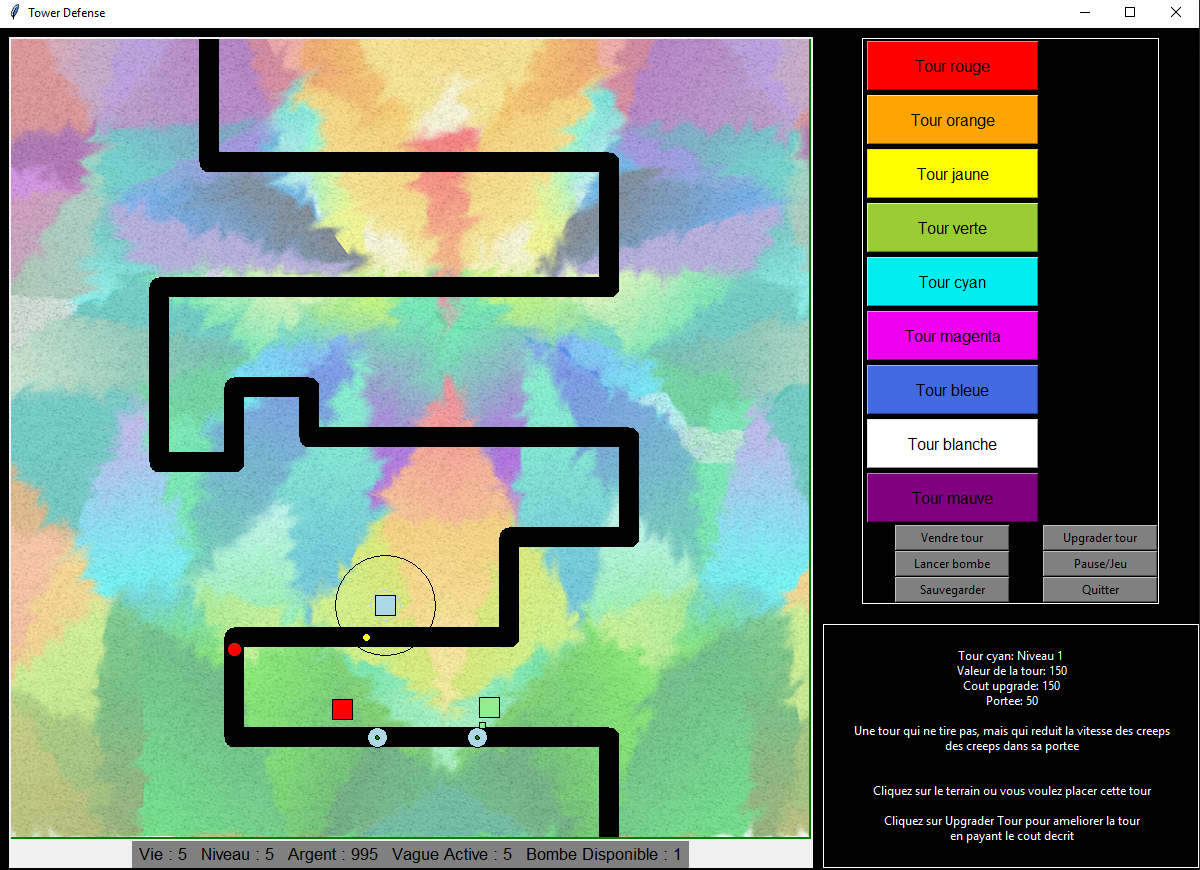 Tower Defense
Tour rouge
Tour orange
Tour jaune
Tour verte
Tour cyan
Tour magenta
Tour bleue
Tour blanche
Tour mauve
Vendre tour Upgrader tour
Lancer bombe Pause/Jeu
Sauvegarder Quitter
Tour cyan: Niveau 1
Valeur de la tour: 150
Cout upgrade: 150
Portee: 50
Une tour qui ne tire pas, mais qui reduit la vitesse des creeps
des creeps dans sa portee
Cliquez sur le terrain ou vous voulez placer cette tour
Cliquez sur Upgrader Tour pour ameliorer la tour
en payant le cout decrit
Vie : 5 Niveau : 5 Argent : 995 Vague Active : 5 Bombe Disponible : 1